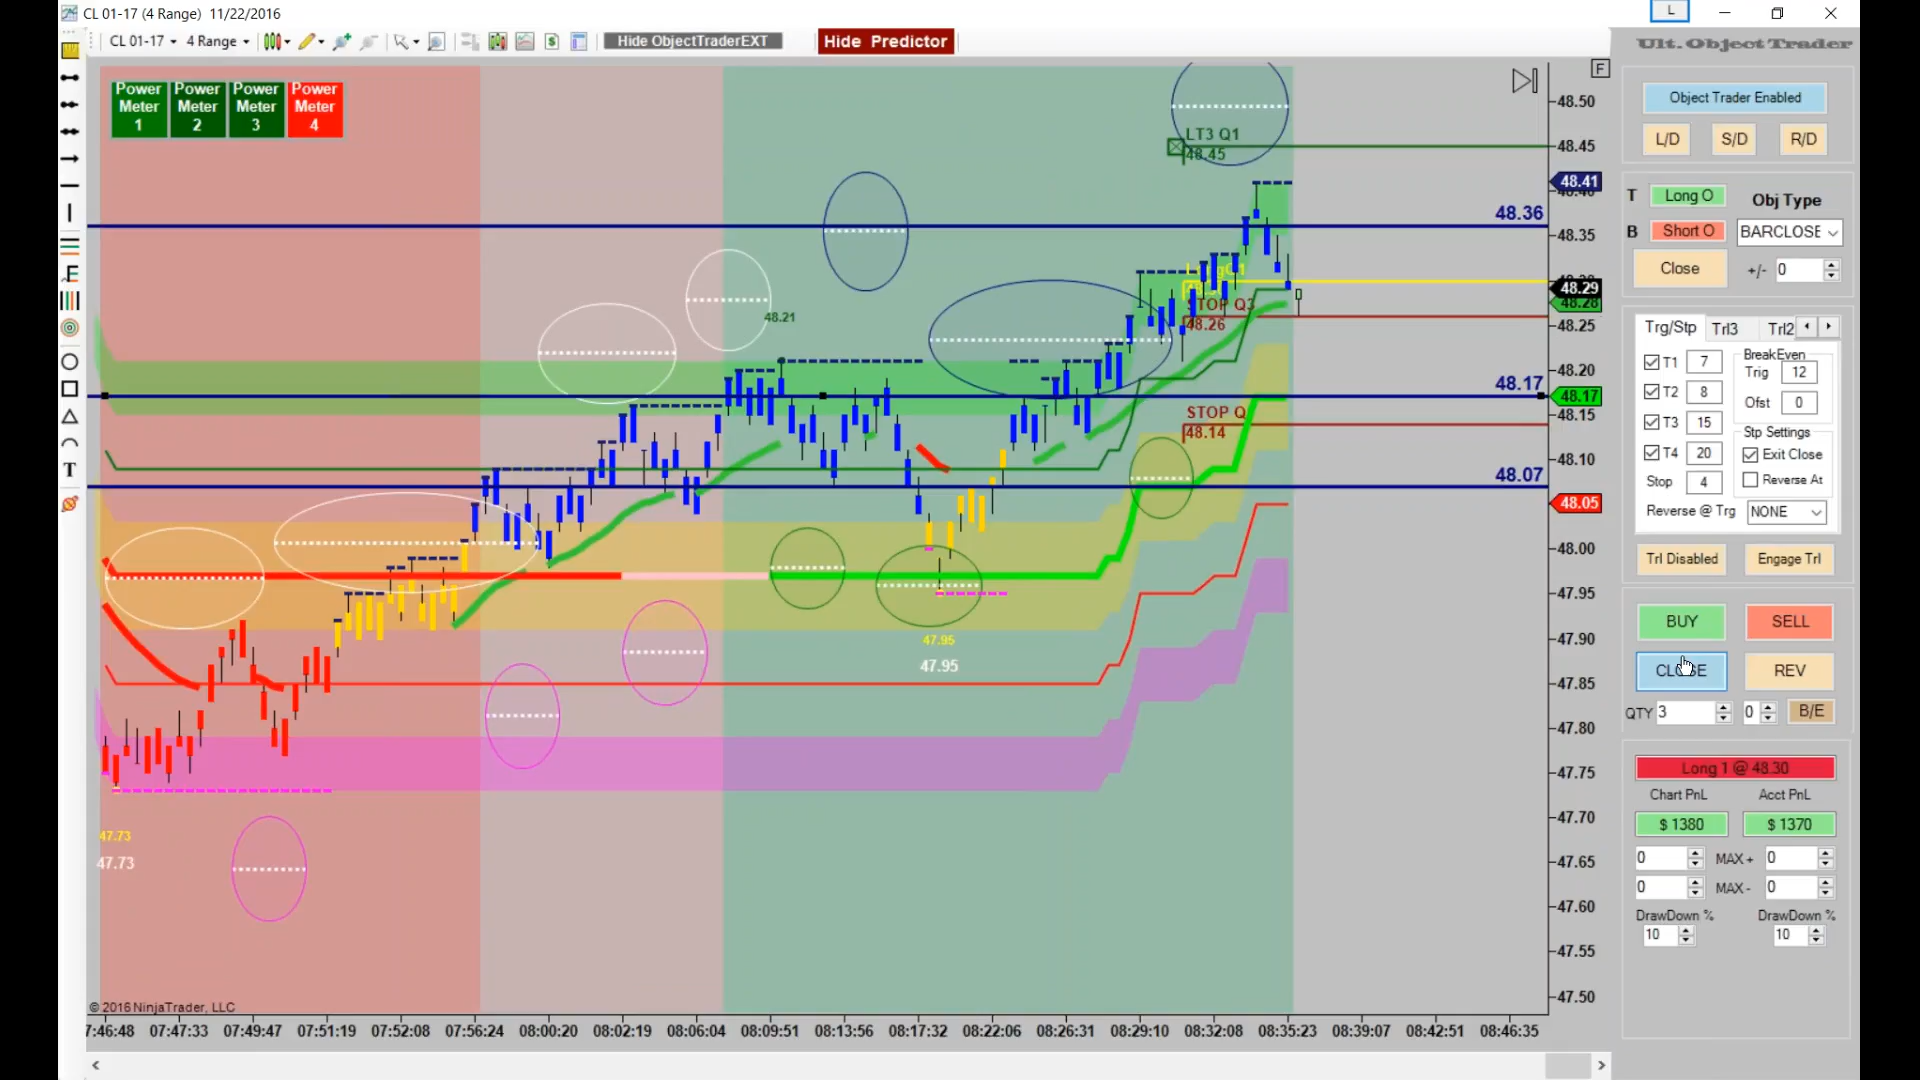 CL 01-17 (4 Range) 11/22/2016
L
CL 01-17 4 Range
Hide ObjectTraderEXT
Hide Predictor
Ult. Object Trader
F
Power Meter 1
Power Meter 2
Power Meter 3
Power Meter 4
LT3 Q1
48.45
48.36
STOP Q3
48.26
48.21
48.17
STOP Q
48.14
48.07
47.95
47.95
47.73
47.73
© 2016 NinjaTrader, LLC
48.50
48.45
48.41
48.35
48.29
48.28
48.25
48.20
48.17
48.15
48.10
48.05
48.00
47.95
47.90
47.85
47.80
47.75
47.70
47.65
47.60
47.55
47.50
7:46:48 07:47:33 07:49:47 07:51:19 07:52:08 07:56:24 08:00:20 08:02:19 08:06:04 08:09:51 08:13:56 08:17:32 08:22:06 08:26:31 08:29:10 08:32:08 08:35:23 08:39:07 08:42:51 08:46:35
Object Trader Enabled
L/D S/D R/D
T Long O Obj Type
B Short O BARCLOSE
Close +/- 0
Trg/Stp Trl3 Trl2
T1 7
T2 8
T3 15
T4 20
Stop 4
BreakEven
Trig 12
Ofst 0
Stp Settings
Exit Close
Reverse At
Reverse @ Trg NONE
Trl Disabled Engage Trl
BUY SELL
CLOSE REV
QTY 3 0 B/E
Long 1 @ 48.30
Chart PnL Acct PnL
$ 1380 $ 1370
0 MAX + 0
0 MAX - 0
DrawDown % DrawDown %
10 10
T